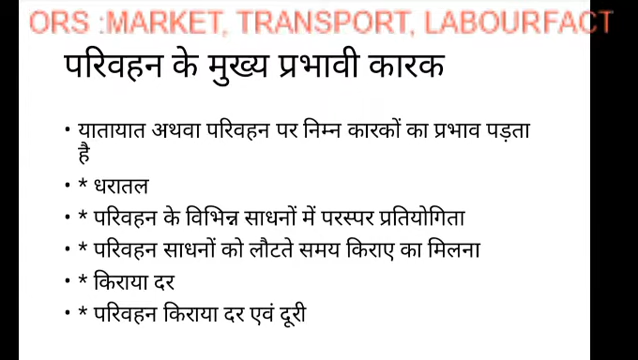 ORS :MARKET, TRANSPORT, LABOURFACT
परिवहन के मुख्य प्रभावी कारक
• यातायात अथवा परिवहन पर निम्न कारकों का प्रभाव पड़ता
है
• * धरातल
• * परिवहन के विभिन्न साधनों में परस्पर प्रतियोगिता
• * परिवहन साधनों को लौटते समय किराए का मिलना
• * किराया दर
• * परिवहन किराया दर एवं दूरी